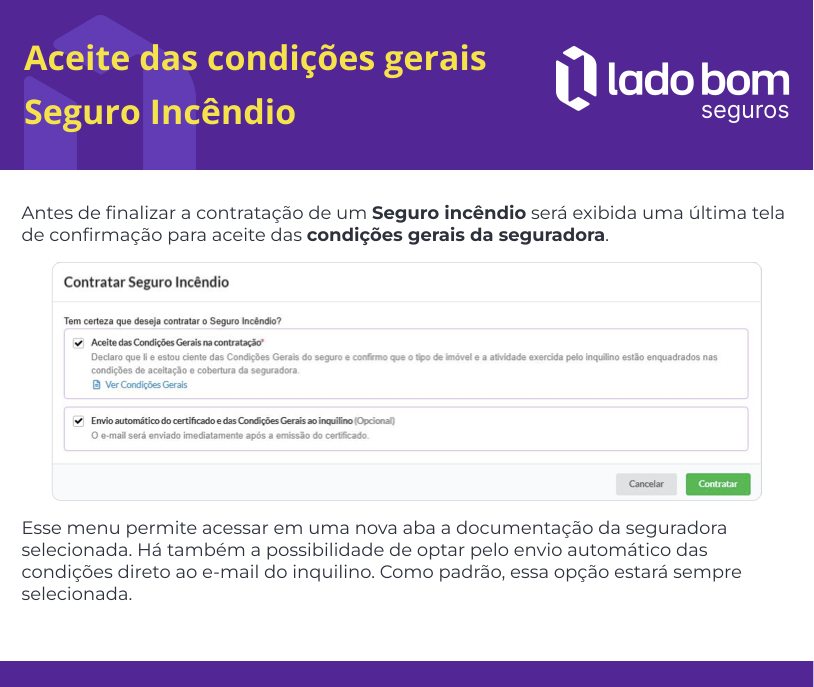 Aceite das condições gerais
Seguro Incêndio
lado bom
seguros
Antes de finalizar a contratação de um Seguro incêndio será exibida uma última tela
de confirmação para aceite das condições gerais da seguradora.
Contratar Seguro Incêndio
Tem certeza que deseja contratar o Seguro Incêndio?
Aceite das Condições Gerais na contratação*
Declaro que li e estou ciente das Condições Gerais do seguro e confirmo que o tipo de imóvel e a atividade exercida pelo inquilino estão enquadrados nas
condições de aceitação e cobertura da seguradora.
Ver Condições Gerais
Envio automático do certificado e das Condições Gerais ao inquilino (Opcional)
O e-mail será enviado imediatamente após a emissão do certificado.
Cancelar
Contratar
Esse menu permite acessar em uma nova aba a documentação da seguradora
selecionada. Há também a possibilidade de optar pelo envio automático das
condições direto ao e-mail do inquilino. Como padrão, essa opção estará sempre
selecionada.